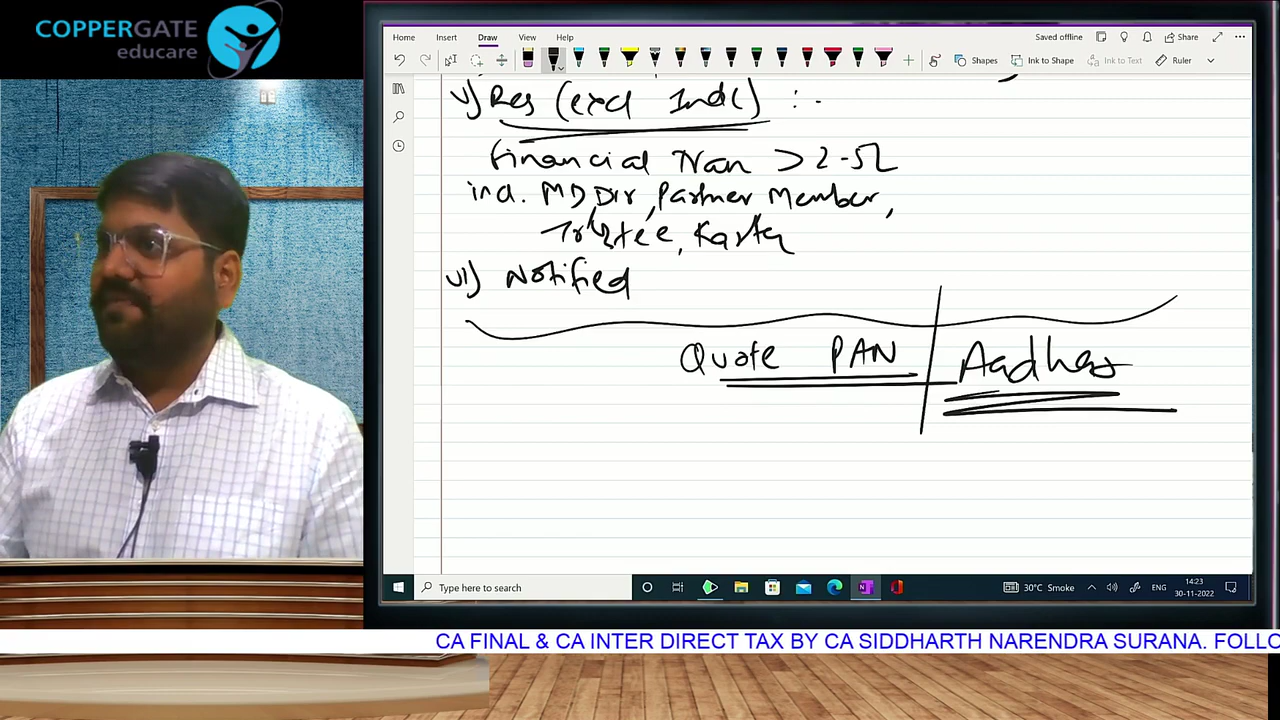 COPPERGATE
educare
Home Insert Draw View Help
Saved offline
Share
Shapes
Ink to Shape
Ink to Text
Ruler
v) Res (excl Indl) :-
financial Tran > 2.5L
incl. MD, Dir, Partner Member,
Trustee, Karta
vi) Notified
Quote PAN
Aadhar
Type here to search
30°C Smoke
ENG
14:23
30-11-2022
CA FINAL & CA INTER DIRECT TAX BY CA SIDDHARTH NARENDRA SURANA. FOLLO